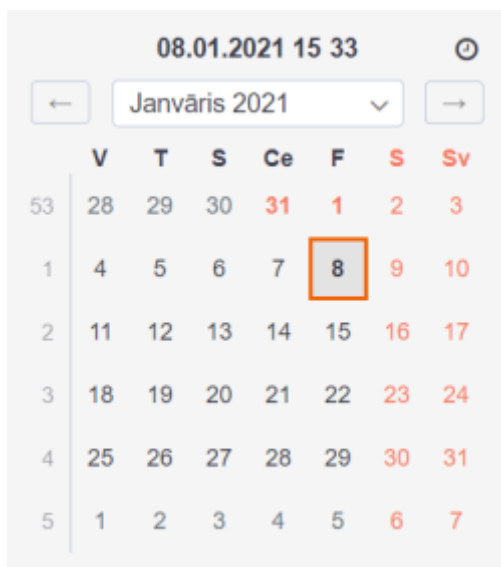 08.01.2021 15 33
← Janvāris 2021 →
V T S Ce F S Sv
53 28 29 30 31 1 2 3
1 4 5 6 7 8 9 10
2 11 12 13 14 15 16 17
3 18 19 20 21 22 23 24
4 25 26 27 28 29 30 31
5 1 2 3 4 5 6 7